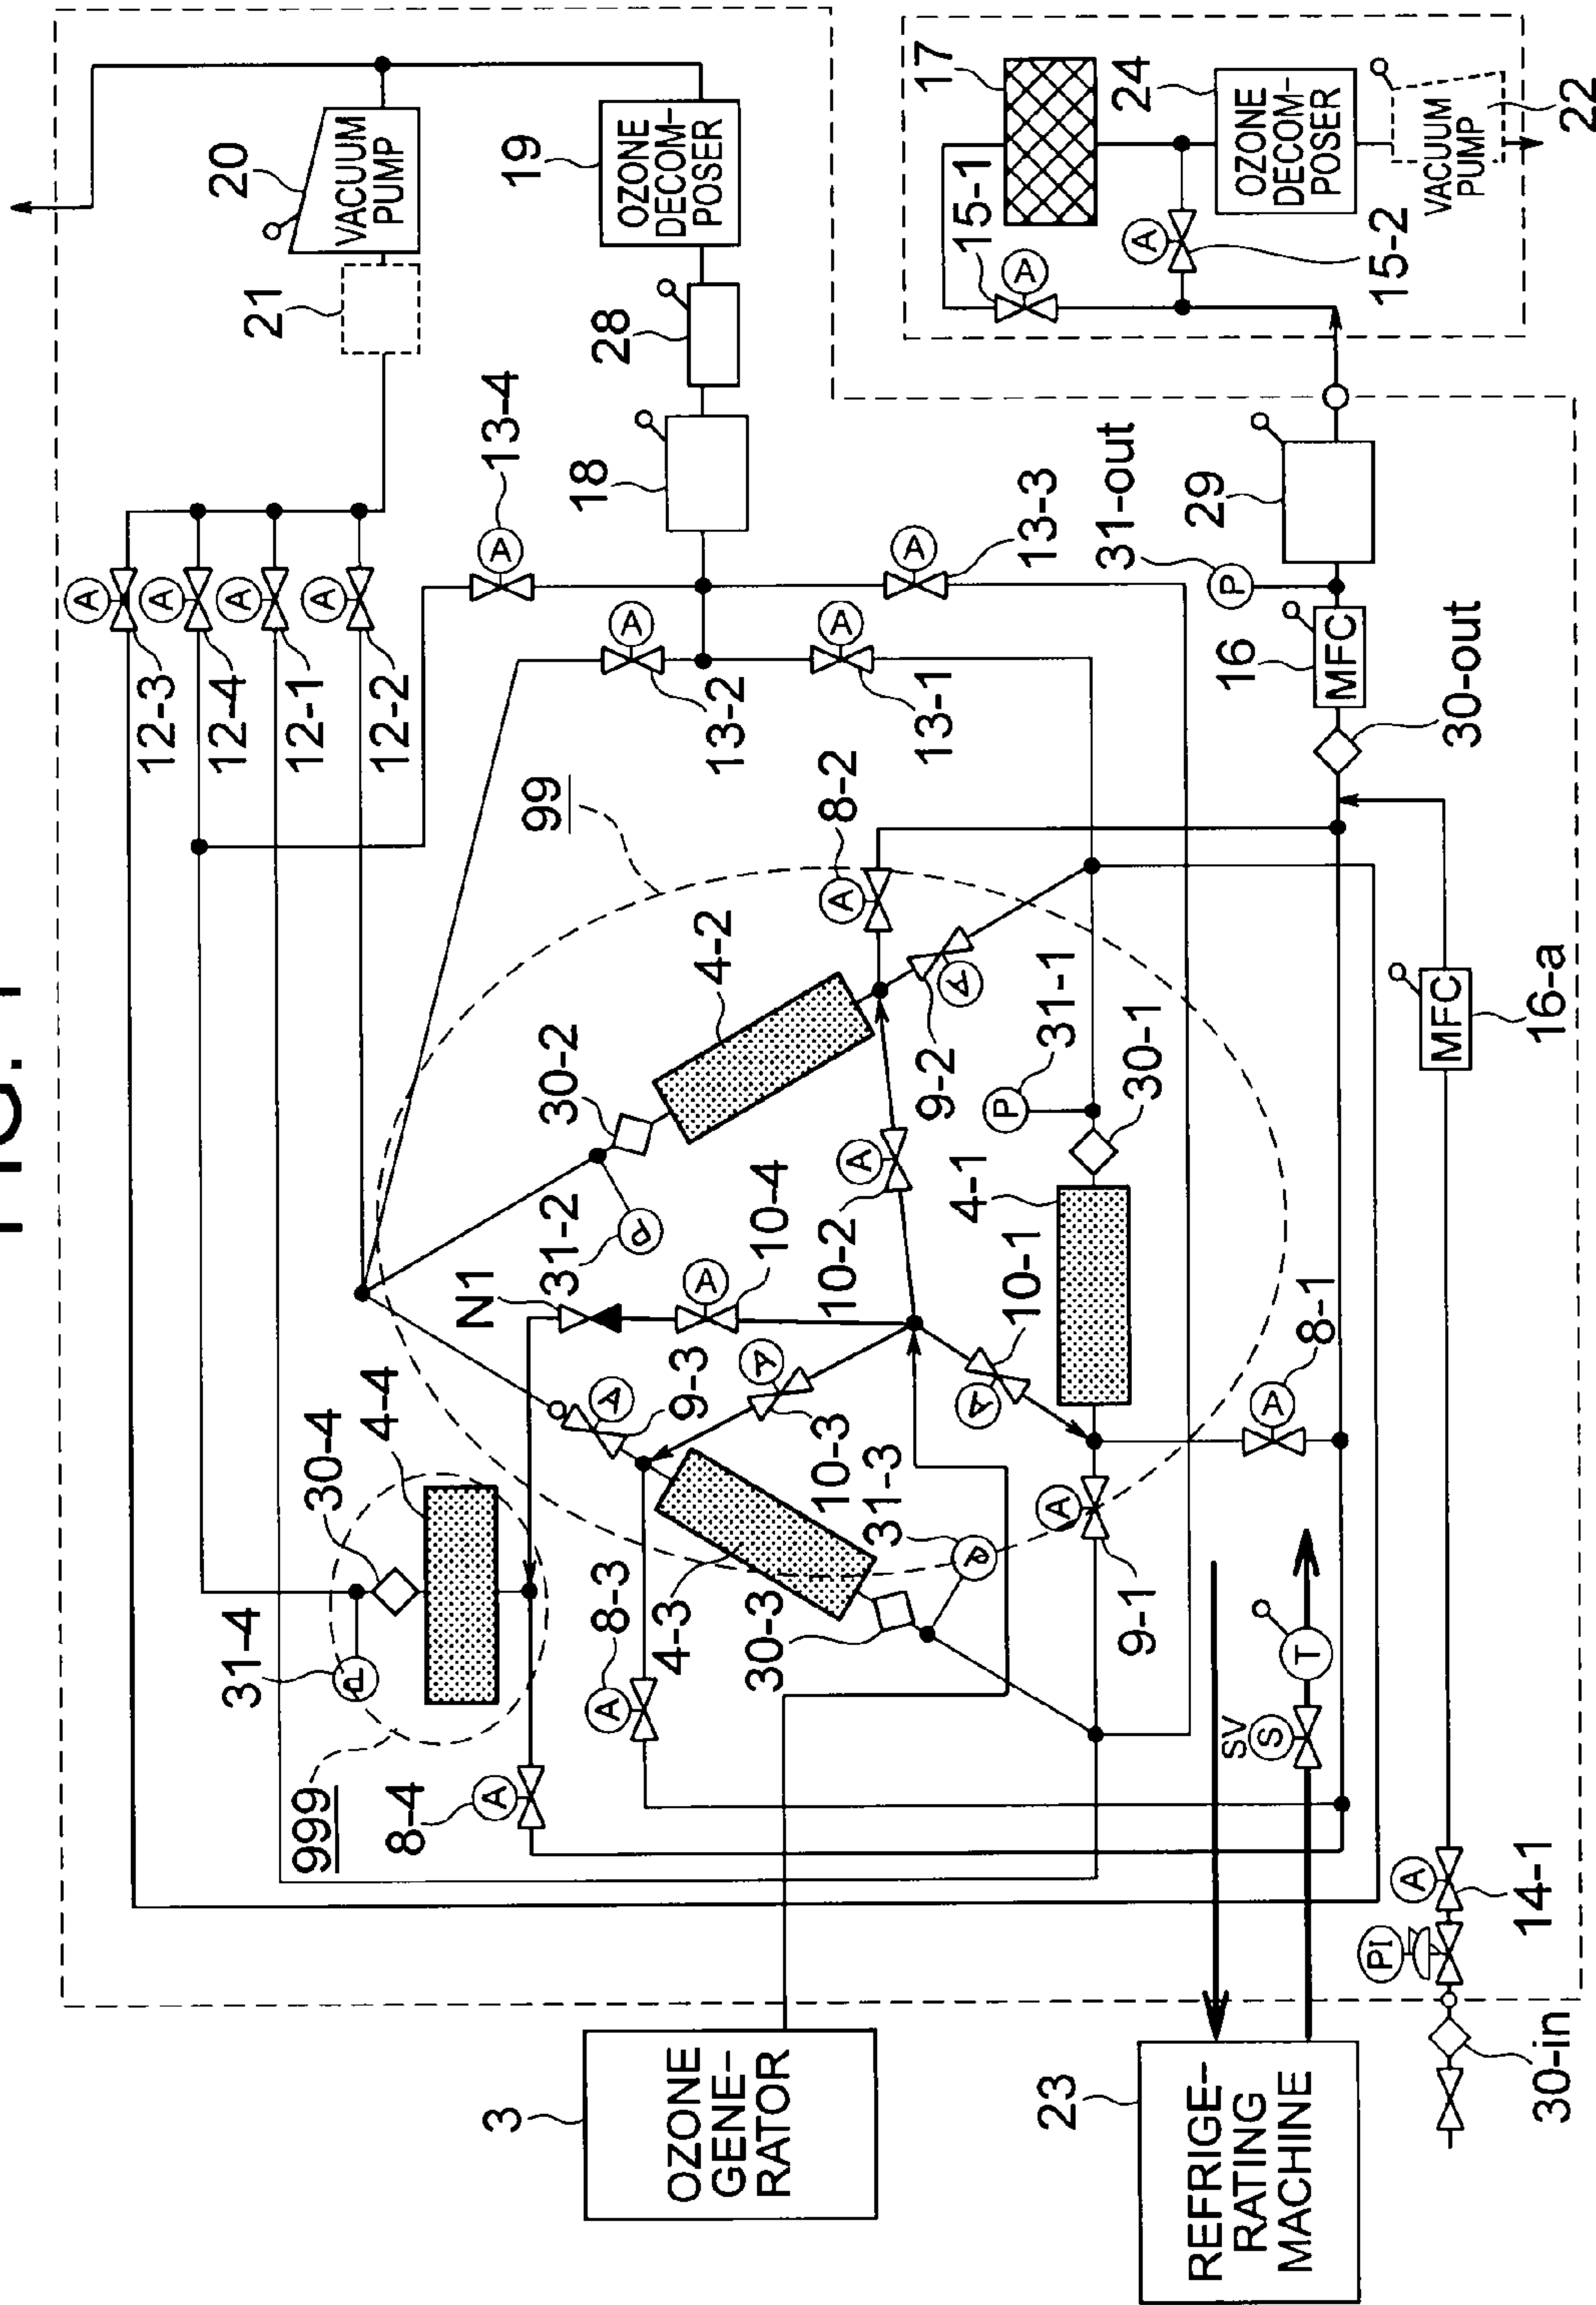 FIG. 1
999
31-4
30-4
4-4
12-3
A
12-4
A
12-1
A
12-2
A
21
20
VACUUM
PUMP
P
8-4
A
N1
13-4
A
3
OZONE
GENE-
RATOR
8-3
A
4-3
9-3
A
31-2
P
30-2
99
18
28
19
OZONE
DECOM-
POSER
30-3
10-3
A
31-3
P
10-4
A
4-2
13-2
A
10-2
A
8-2
A
9-2
A
13-1
A
13-3
A
17
15-1
A
4-1
10-1
A
31-1
P
30-1
23
REFRIGE-
RATING
MACHINE
9-1
A
31-out
P
24
OZONE
DECOM-
POSER
15-2
A
SV
S
T
8-1
A
16
MFC
29
30-out
22
VACUUM
PUMP
PI
A
14-1
MFC
16-a
30-in